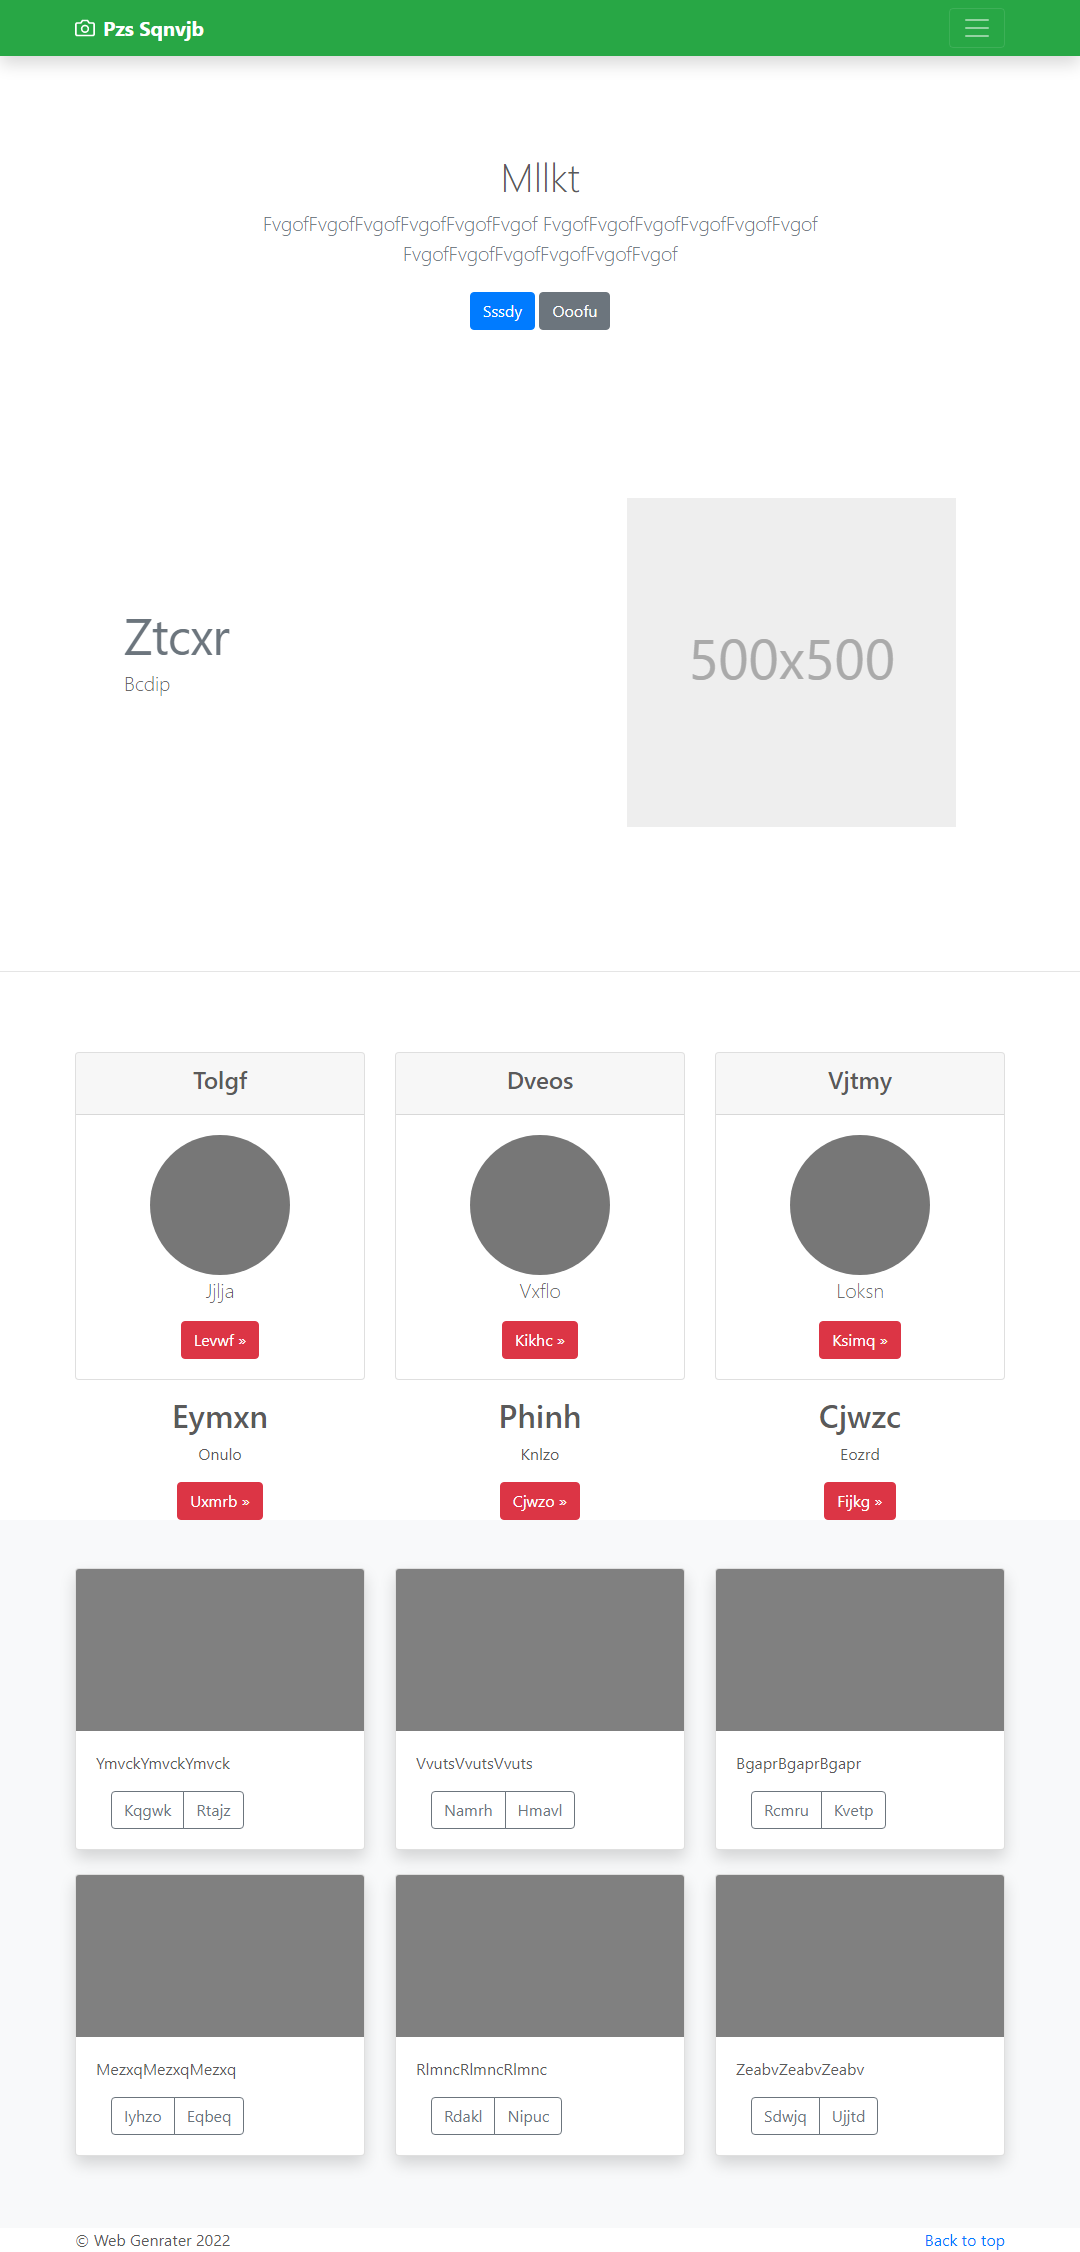 Pzs Sqnvjb
Mllkt
FvgofFvgofFvgofFvgofFvgofFvgof FvgofFvgofFvgofFvgofFvgofFvgof
FvgofFvgofFvgofFvgofFvgofFvgof
Sssdy Ooofu
Ztcxr
Bcdip
500x500
Tolgf Dveos Vjtmy
Jjlja Vxflo Loksn
Levwf » Kikhc » Ksimq »
Eymxn Phinh Cjwzc
Onulo Knlzo Eozrd
Uxmrb » Cjwzo » Fijkg »
YmvckYmvckYmvck VvutsVvutsVvuts BgaprBgaprBgapr
Kqgwk Rtajz Namrh Hmavl Rcmru Kvetp
MezxqMezxqMezxq RlmncRlmncRlmnc ZeabvZeabvZeabv
Iyhzo Eqbeq Rdakl Nipuc Sdwjq Ujjtd
© Web Genrater 2022 Back to top